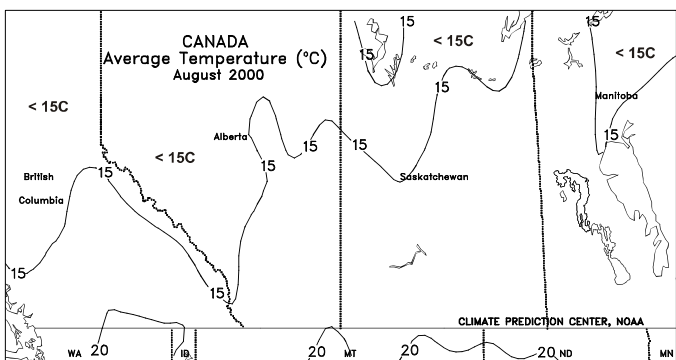 CANADA
Average Temperature (°C)
August 2000
15
< 15C
15
< 15C
15
15
Manitoba
< 15C
Alberta
15
15
15
15
< 15C
15
15
British
Columbia
Saskatchewan
15
15
CLIMATE PREDICTION CENTER, NOAA
WA 20 ID 20 MT 20 20 ND MN